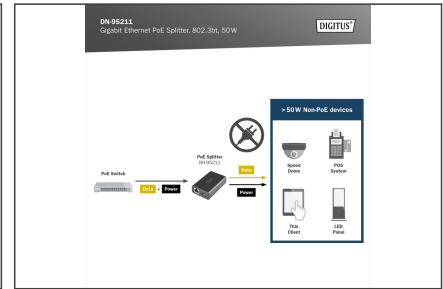 DN-95211
Gigabit Ethernet PoE Splitter, 802.3bt, 50W
DIGITUS®
> 50W Non-PoE devices
PoE Splitter
DN-95211
PoE Switch
Data + Power
Data
Power
Speed
Dome
POS
System
Thin
Client
LED
Panel